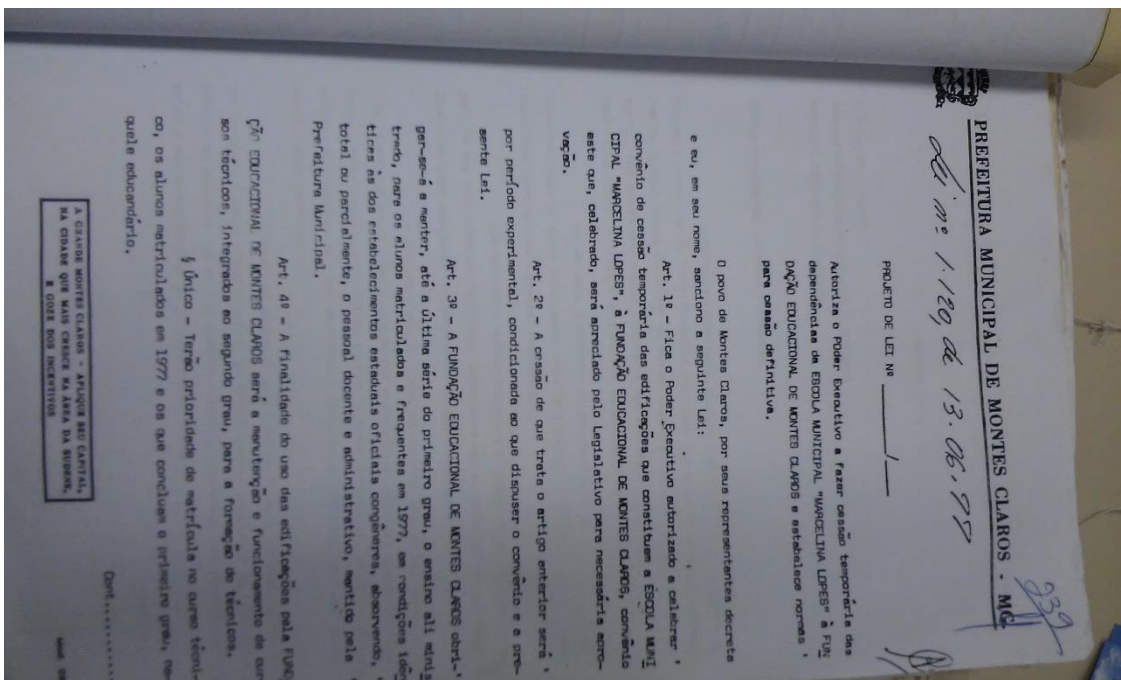 PREFEITURA MUNICIPAL DE MONTES CLAROS - MG
239
Lei nº 1.120, de 13.06.77
PROJETO DE LEI Nº ______/__
Autoriza o Pôder Executivo a fazer cessão temporária das
dependências da ESCOLA MUNICIPAL "MARCELINA LOPES" à FUN
DAÇÃO EDUCACIONAL DE MONTES CLAROS e estabelece normas '
para cessão definitiva.
O povo de Montes Claros, por seus representantes decreta
e eu, em seu nome, sanciono a seguinte Lei:
Art. 1º - Fica o Poder Executivo autorizado a celebrar '
convênio de cessão temporária das edificações que constituem a ESCOLA MUNI
CIPAL "MARCELINA LOPES", à FUNDAÇÃO EDUCACIONAL DE MONTES CLAROS, convênio
este que, celebrado, será apreciado pelo Legislativo para necessária apro-
vação.
Art. 2º - A cessão de que trata o artigo anterior será '
por período experimental, condicionada ao que dispuser o convênio e a pre-
sente Lei.
Art. 3º - A FUNDAÇÃO EDUCACIONAL DE MONTES CLAROS obri-'
gar-se-á a manter, até a última série do primeiro grau, o ensino ali minis
trado, para os alunos matriculados e frequentes em 1977, em condições idên
ticas às dos estabelecimentos estaduais oficiais congêneres, absorvendo,
total ou parcialmente, o pessoal docente e administrativo, mantido pela '
Prefeitura Municipal.
Art. 4º - A finalidade do uso das edificações pela FUNDA
ÇÃO EDUCACIONAL DE MONTES CLAROS será a manutenção e funcionamento de cur
sos técnicos, integrados ao segundo grau, para a formação de técnicos.
§ Único - Terão prioridade de matrícula no curso técni-
co, os alunos matriculados em 1977 e os que concluam o primeiro grau, na-
quele educandário.
Cont..........
A GRANDE MONTES CLAROS - APLIQUE SEU CAPITAL,
NA CIDADE QUE MAIS CRESCE NA ÁREA DA SUDENE,
E GOZE DOS INCENTIVOS